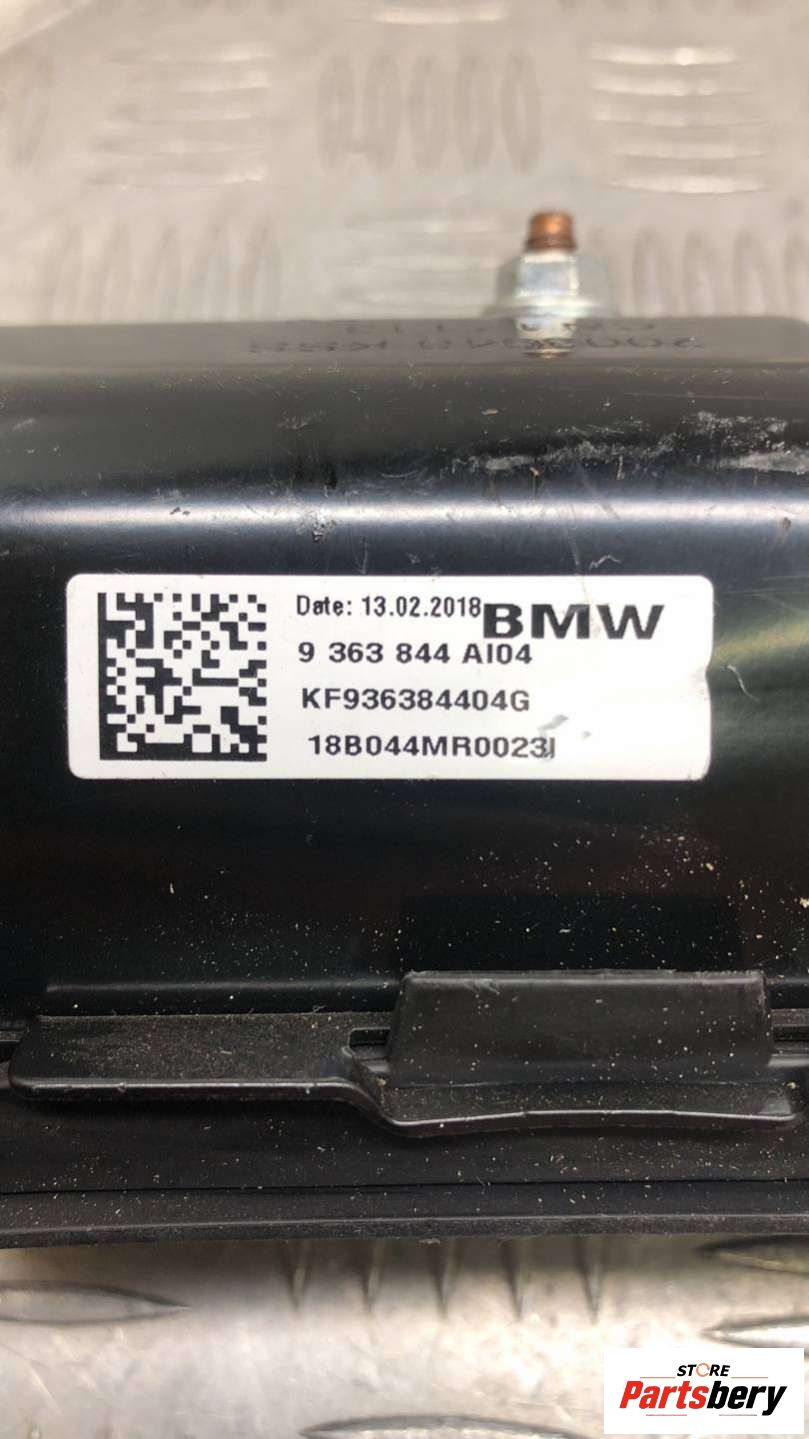 Date: 13.02.2018 BMW
9 363 844 AI04
KF936384404G
18B044MR0023I
STORE
Partsbery